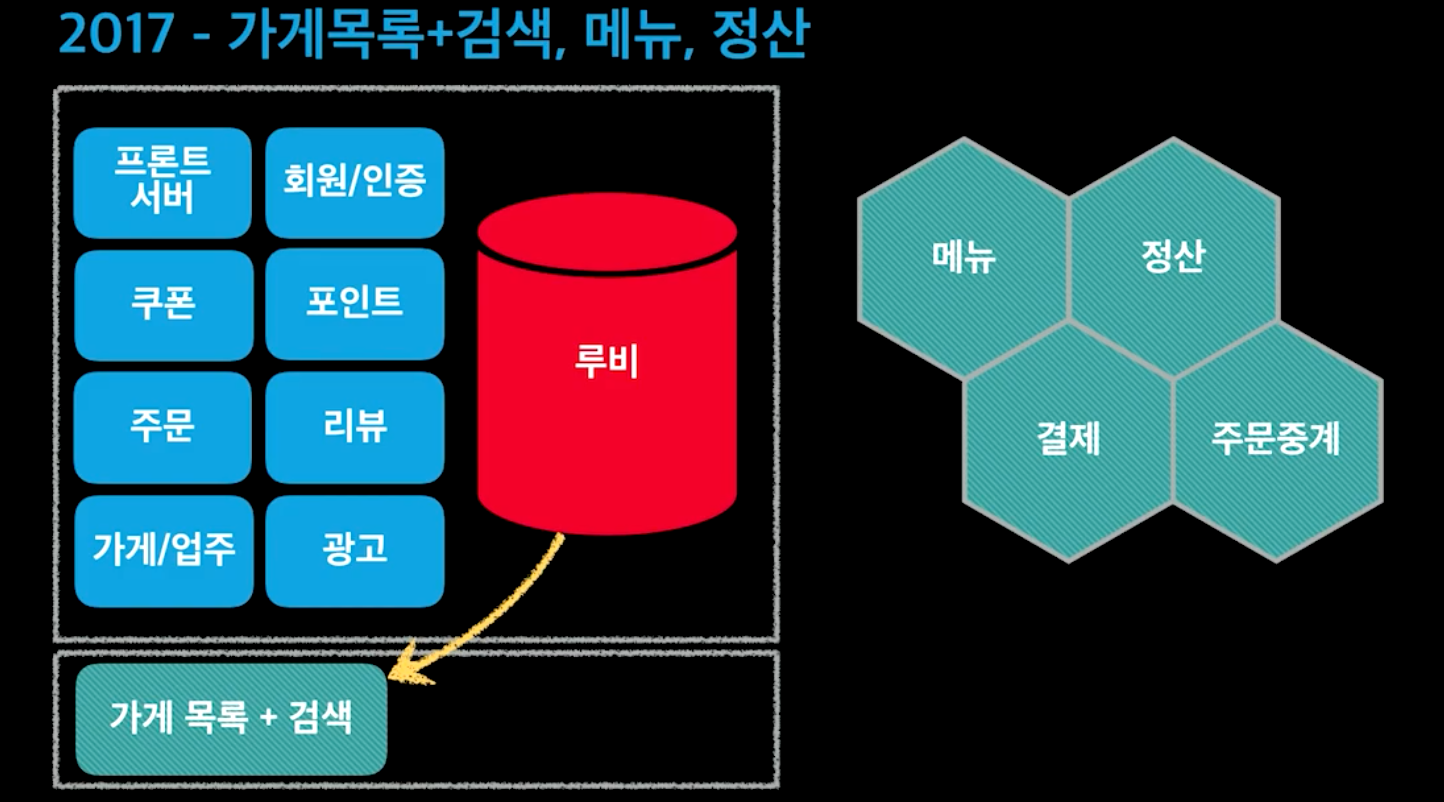 2017 - 가게목록+검색, 메뉴, 정산
프론트
서버
회원/인증
쿠폰
포인트
주문
리뷰
가게/업주
광고
루비
가게 목록 + 검색
메뉴
정산
결제
주문중계